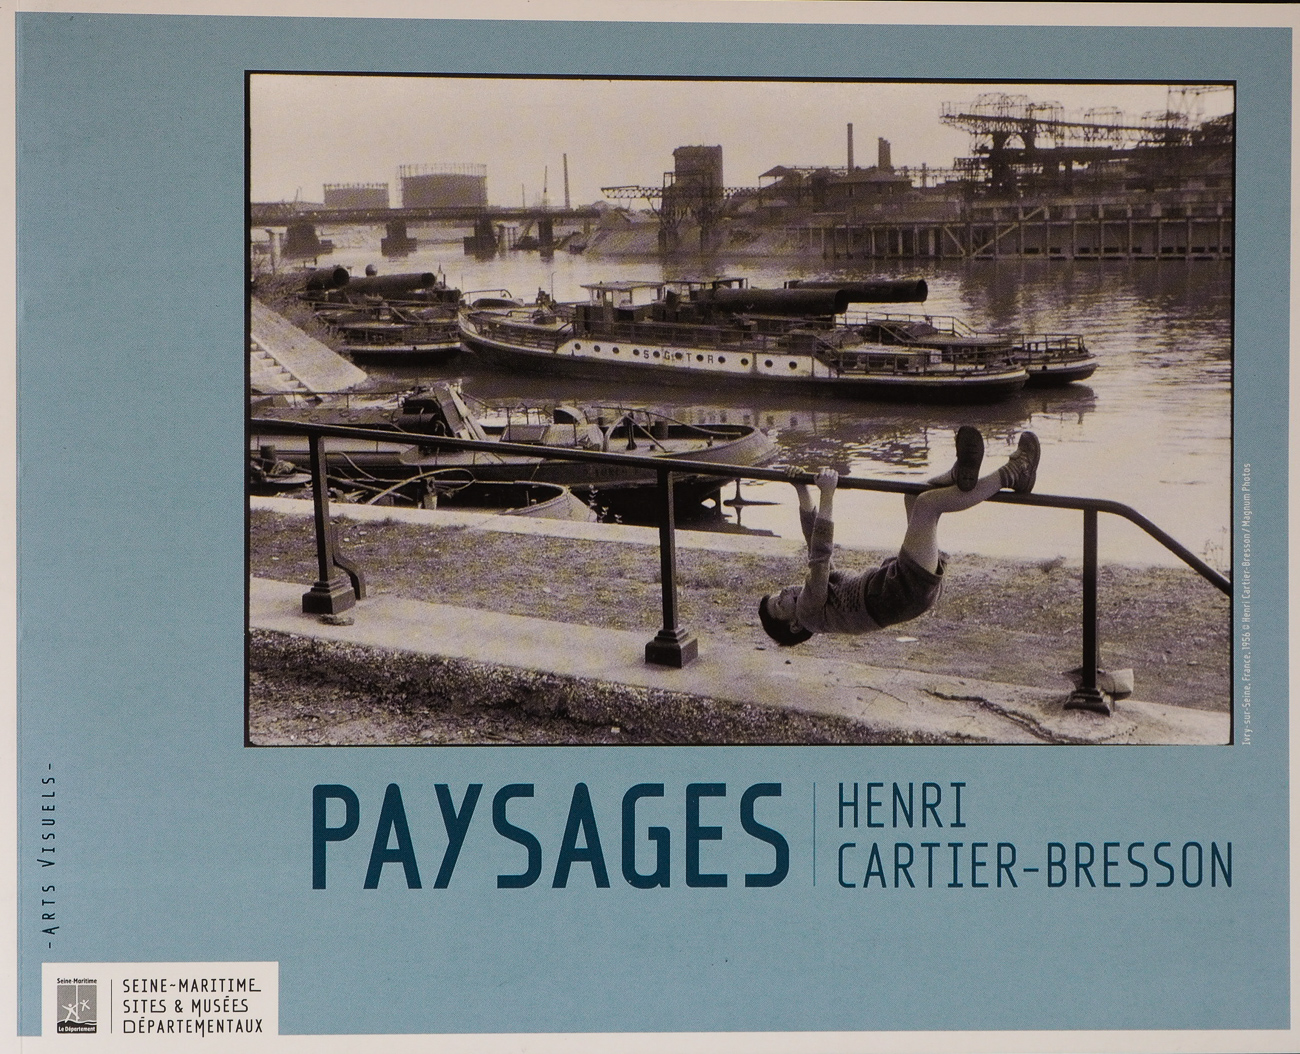 SGTR
Ivry-sur-Seine, France, 1956 © Henri Cartier-Bresson / Magnum Photos
PAYSAGES
HENRI
CARTIER-BRESSON
-ARTS VISUELS-
Seine-Maritime
Le Département
SEINE-MARITIME
SITES & MUSÉES
DÉPARTEMENTAUX